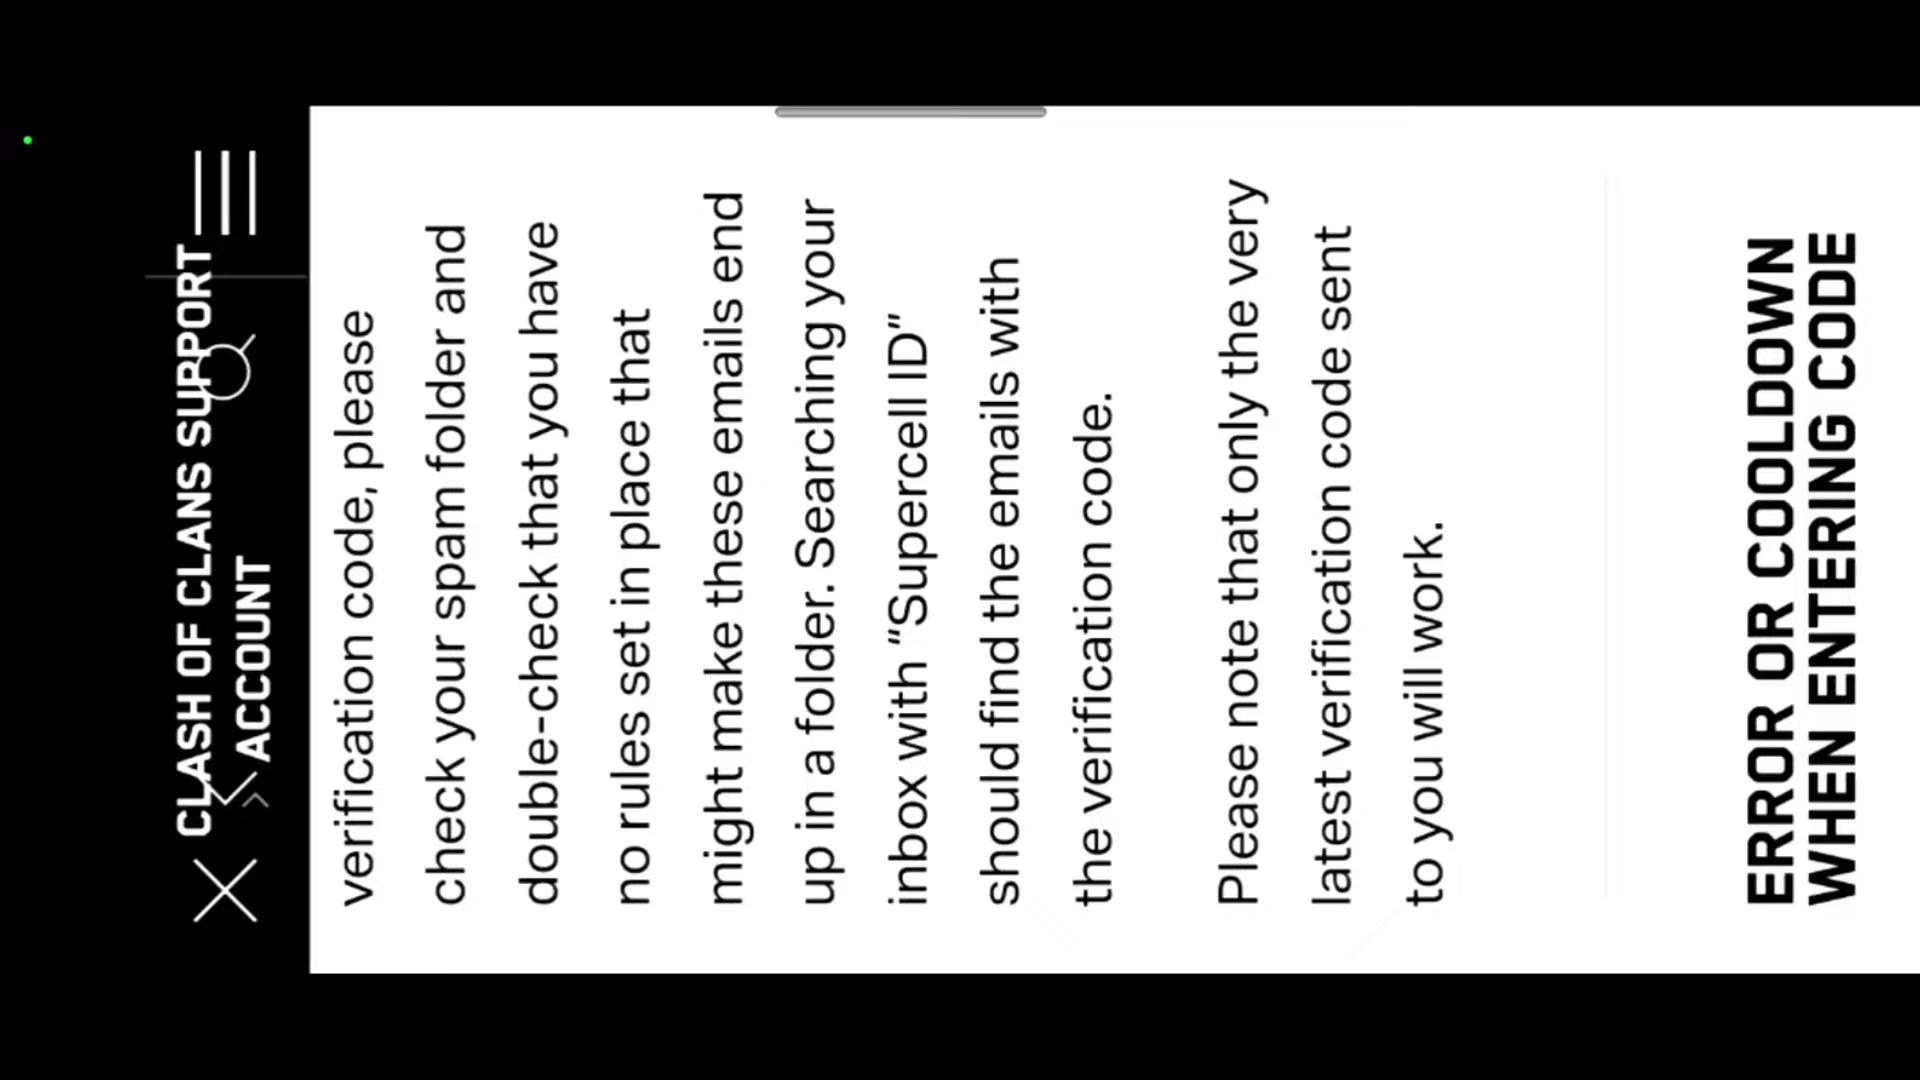 CLASH OF CLANS SUPPORT
ACCOUNT
verification code, please
check your spam folder and
double-check that you have
no rules set in place that
might make these emails end
up in a folder. Searching your
inbox with "Supercell ID"
should find the emails with
the verification code.
Please note that only the very
latest verification code sent
to you will work.
ERROR OR COOLDOWN
WHEN ENTERING CODE